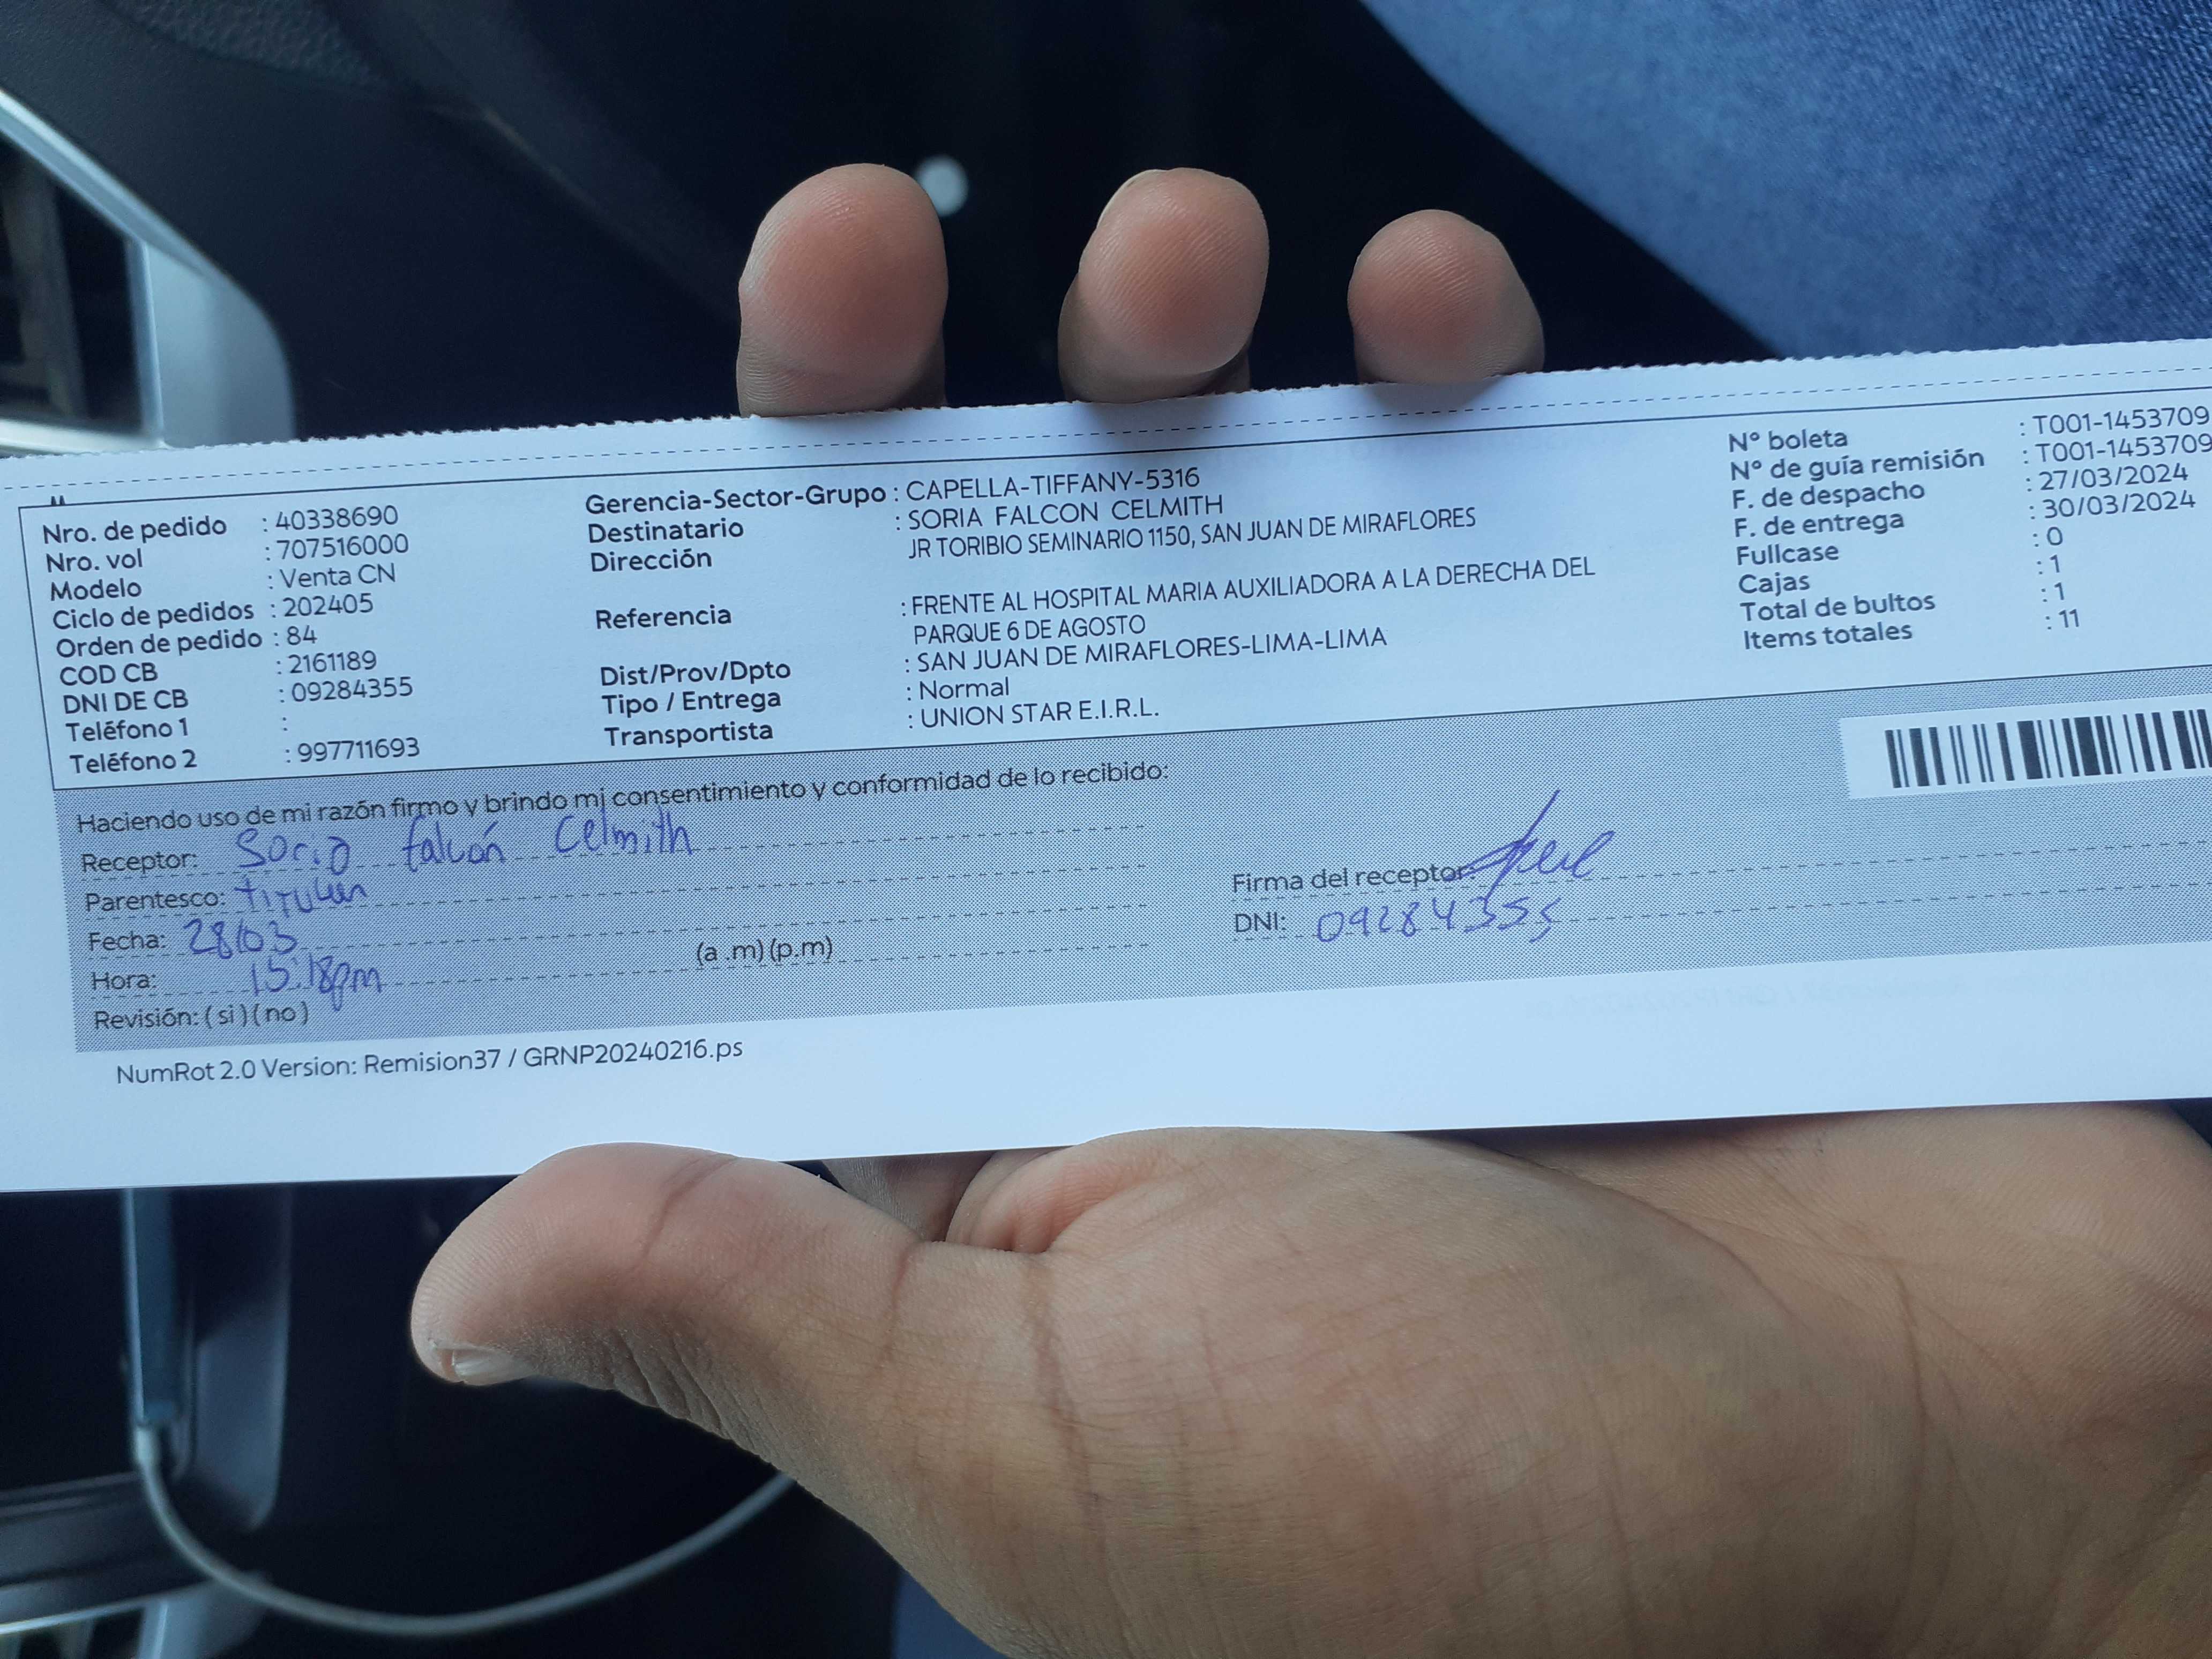 Nro. de pedido : 40338690
Nro. vol : 707516000
Modelo : Venta CN
Ciclo de pedidos : 202405
Orden de pedido : 84
COD CB : 2161189
DNI DE CB : 09284355
Teléfono 1 :
Teléfono 2 : 997711693
Gerencia-Sector-Grupo : CAPELLA-TIFFANY-5316
Destinatario : SORIA FALCON CELMITH
Dirección JR TORIBIO SEMINARIO 1150, SAN JUAN DE MIRAFLORES
Referencia : FRENTE AL HOSPITAL MARIA AUXILIADORA A LA DERECHA DEL
PARQUE 6 DE AGOSTO
Dist/Prov/Dpto : SAN JUAN DE MIRAFLORES-LIMA-LIMA
Tipo / Entrega : Normal
Transportista : UNION STAR E.I.R.L.
N° boleta : T001-1453709
N° de guía remisión : T001-1453709
F. de despacho : 27/03/2024
F. de entrega : 30/03/2024
Fullcase : 0
Cajas : 1
Total de bultos : 1
Items totales : 11
Haciendo uso de mi razón firmo y brindo mi consentimiento y conformidad de lo recibido:
Receptor: Soria falcón Celmith
Parentesco:
Fecha: 28/03
Hora: 15:18pm (a .m) (p.m)
Revisión: ( si ) ( no )
Firma del receptor:
DNI: 09284355
NumRot 2.0 Version: Remision37 / GRNP20240216.ps